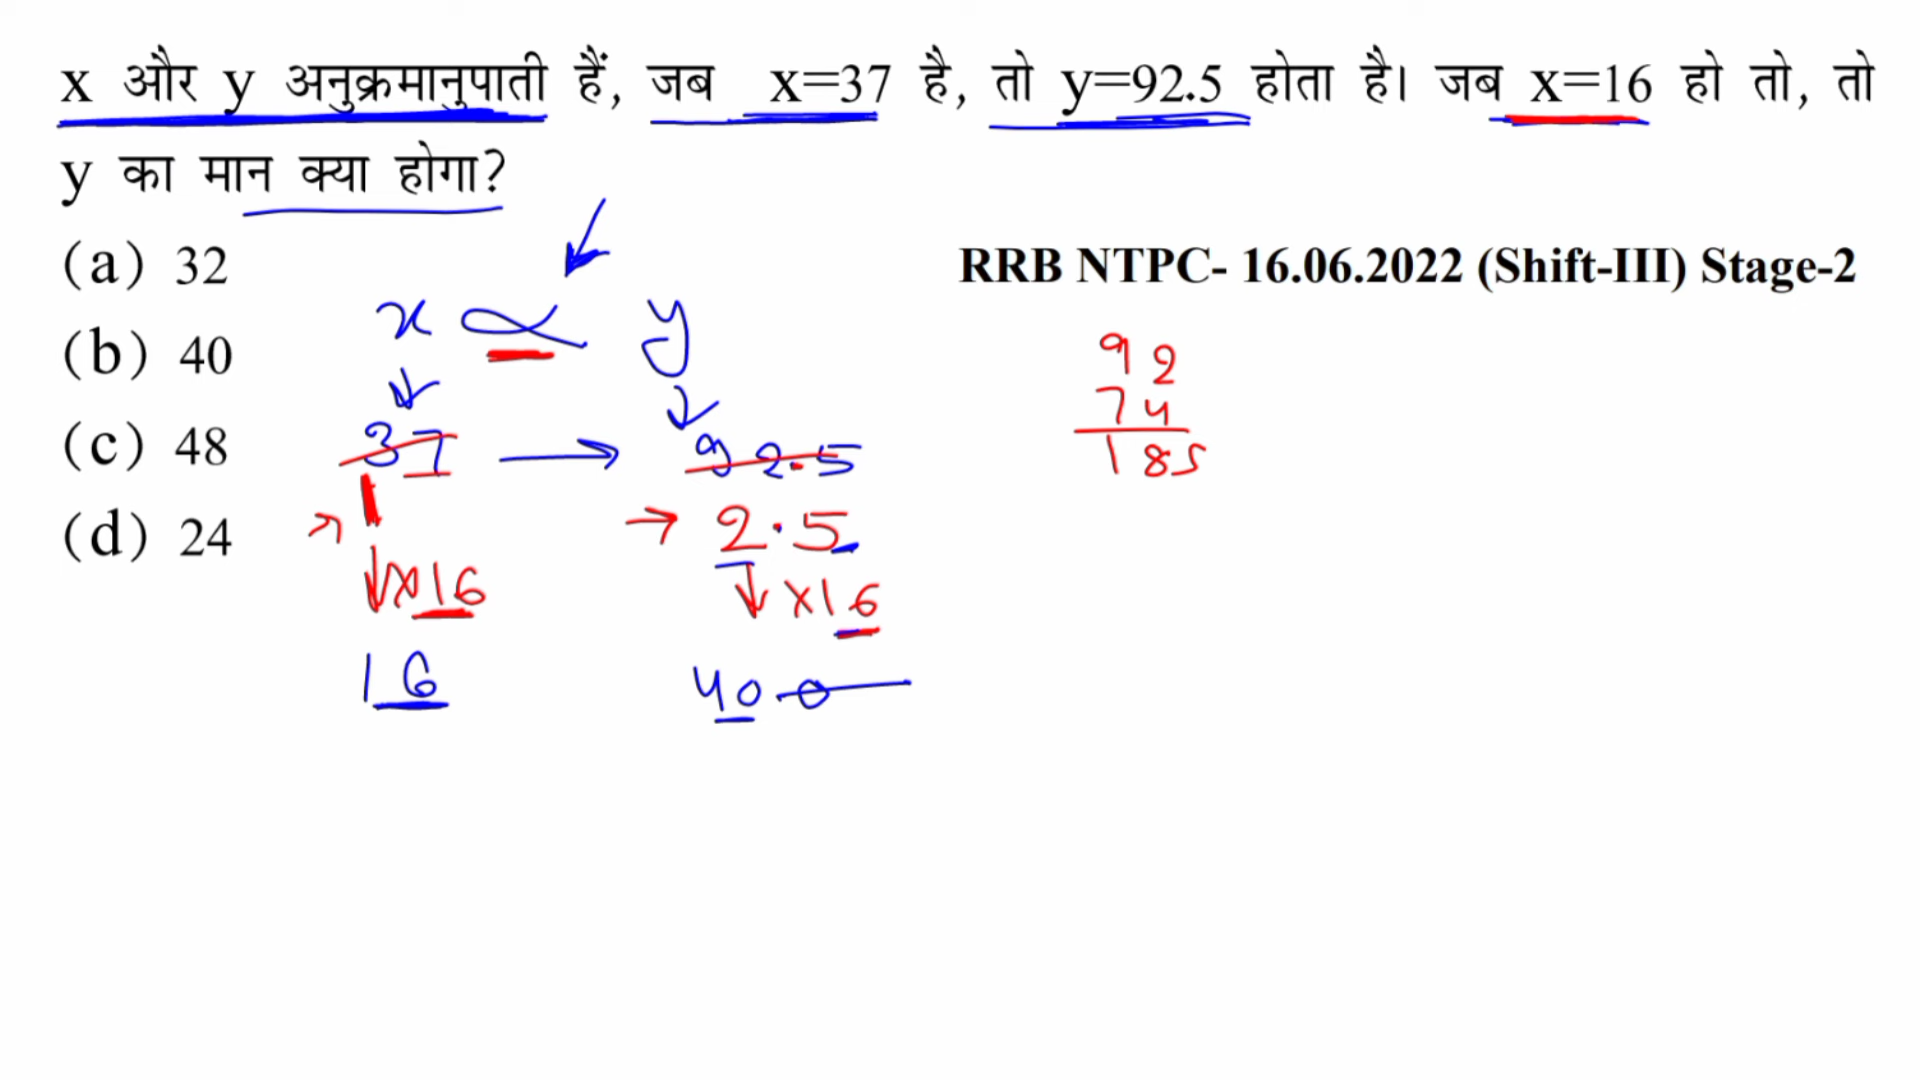 x और y अनुक्रमानुपाती हैं, जब x=37 है, तो y=92.5 होता है। जब x=16 हो तो, तो
y का मान क्या होगा?
(a) 32
RRB NTPC- 16.06.2022 (Shift-III) Stage-2
(b) 40
(c) 48
(d) 24
x ∝ y
37 → 92.5
1 → 2.5
×16 ×16
16 40.0
92
74
185